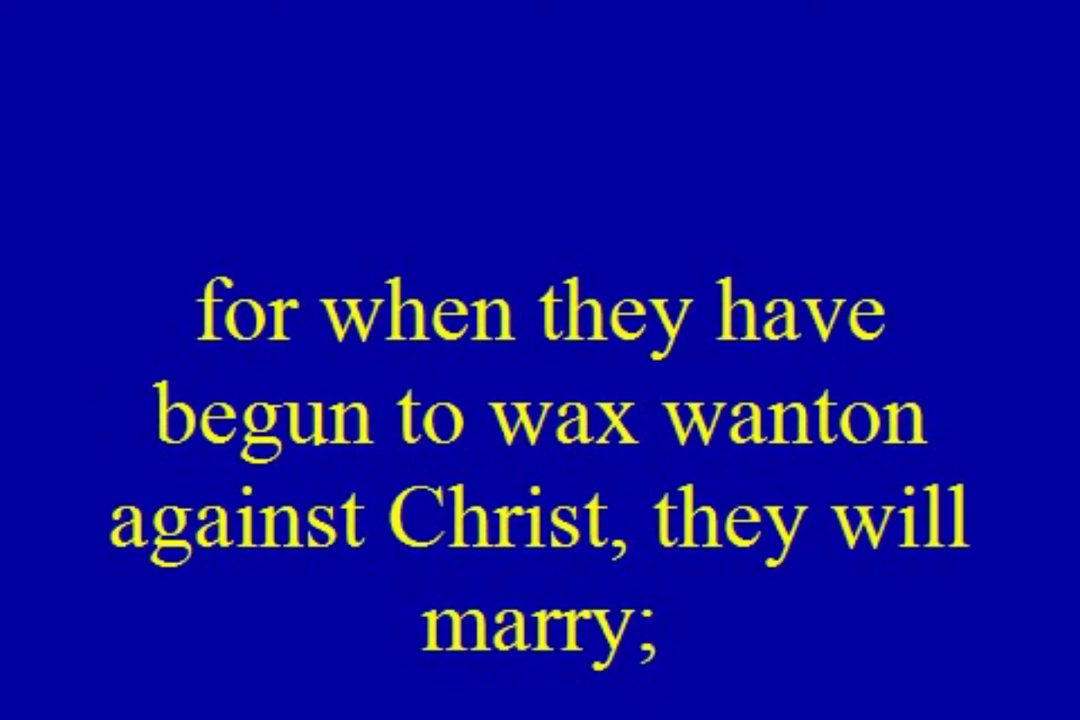 for when they have
begun to wax wanton
against Christ, they will
marry;